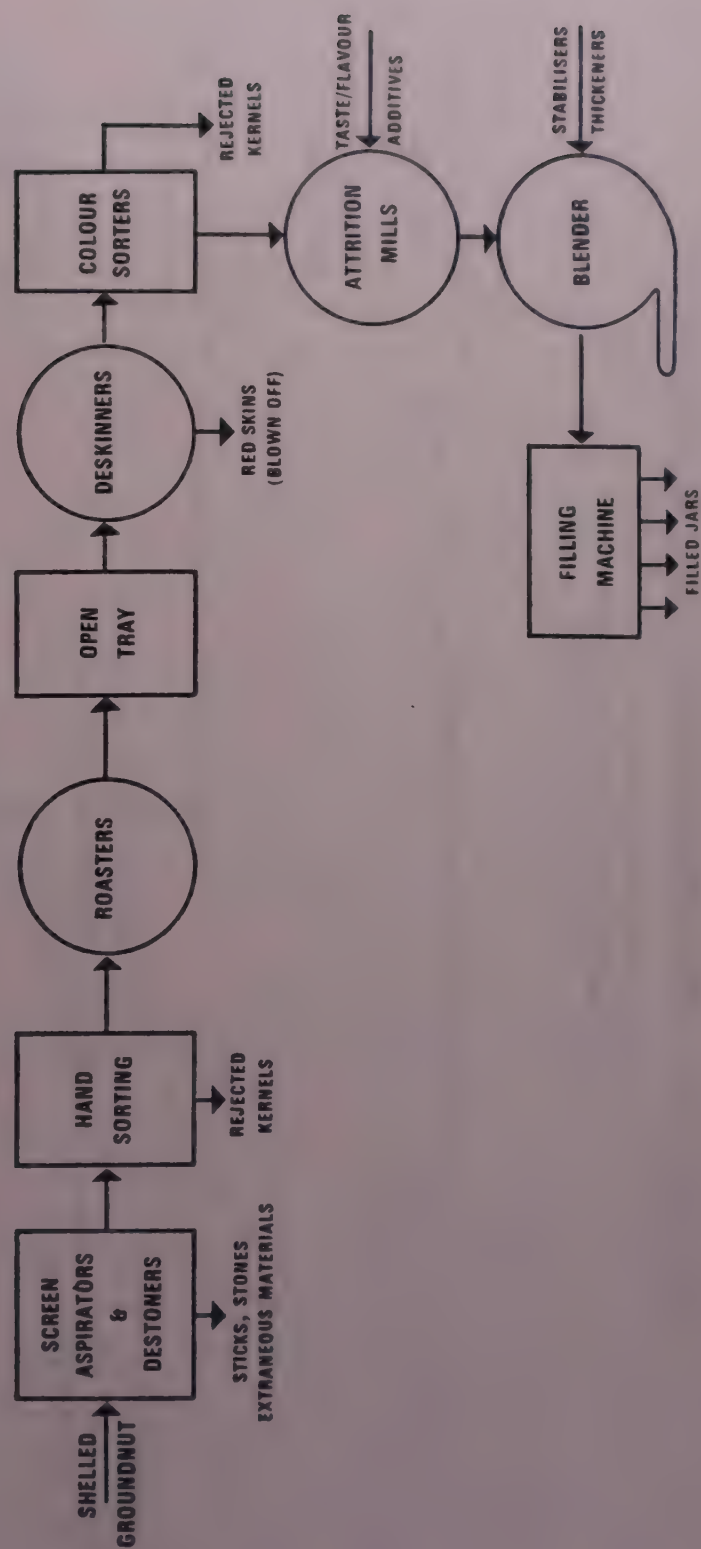 SHELLED
GROUNDNUT
SCREEN
ASPIRATORS
&
DESTONERS
STICKS, STONES
EXTRANEOUS MATERIALS
HAND
SORTING
REJECTED
KERNELS
ROASTERS
OPEN
TRAY
DESKINNERS
RED SKINS
(BLOWN OFF)
COLOUR
SORTERS
REJECTED
KERNELS
ATTRITION
MILLS
TASTE/FLAVOUR
ADDITIVES
BLENDER
STABILISERS
THICKENERS
FILLING
MACHINE
FILLED JARS